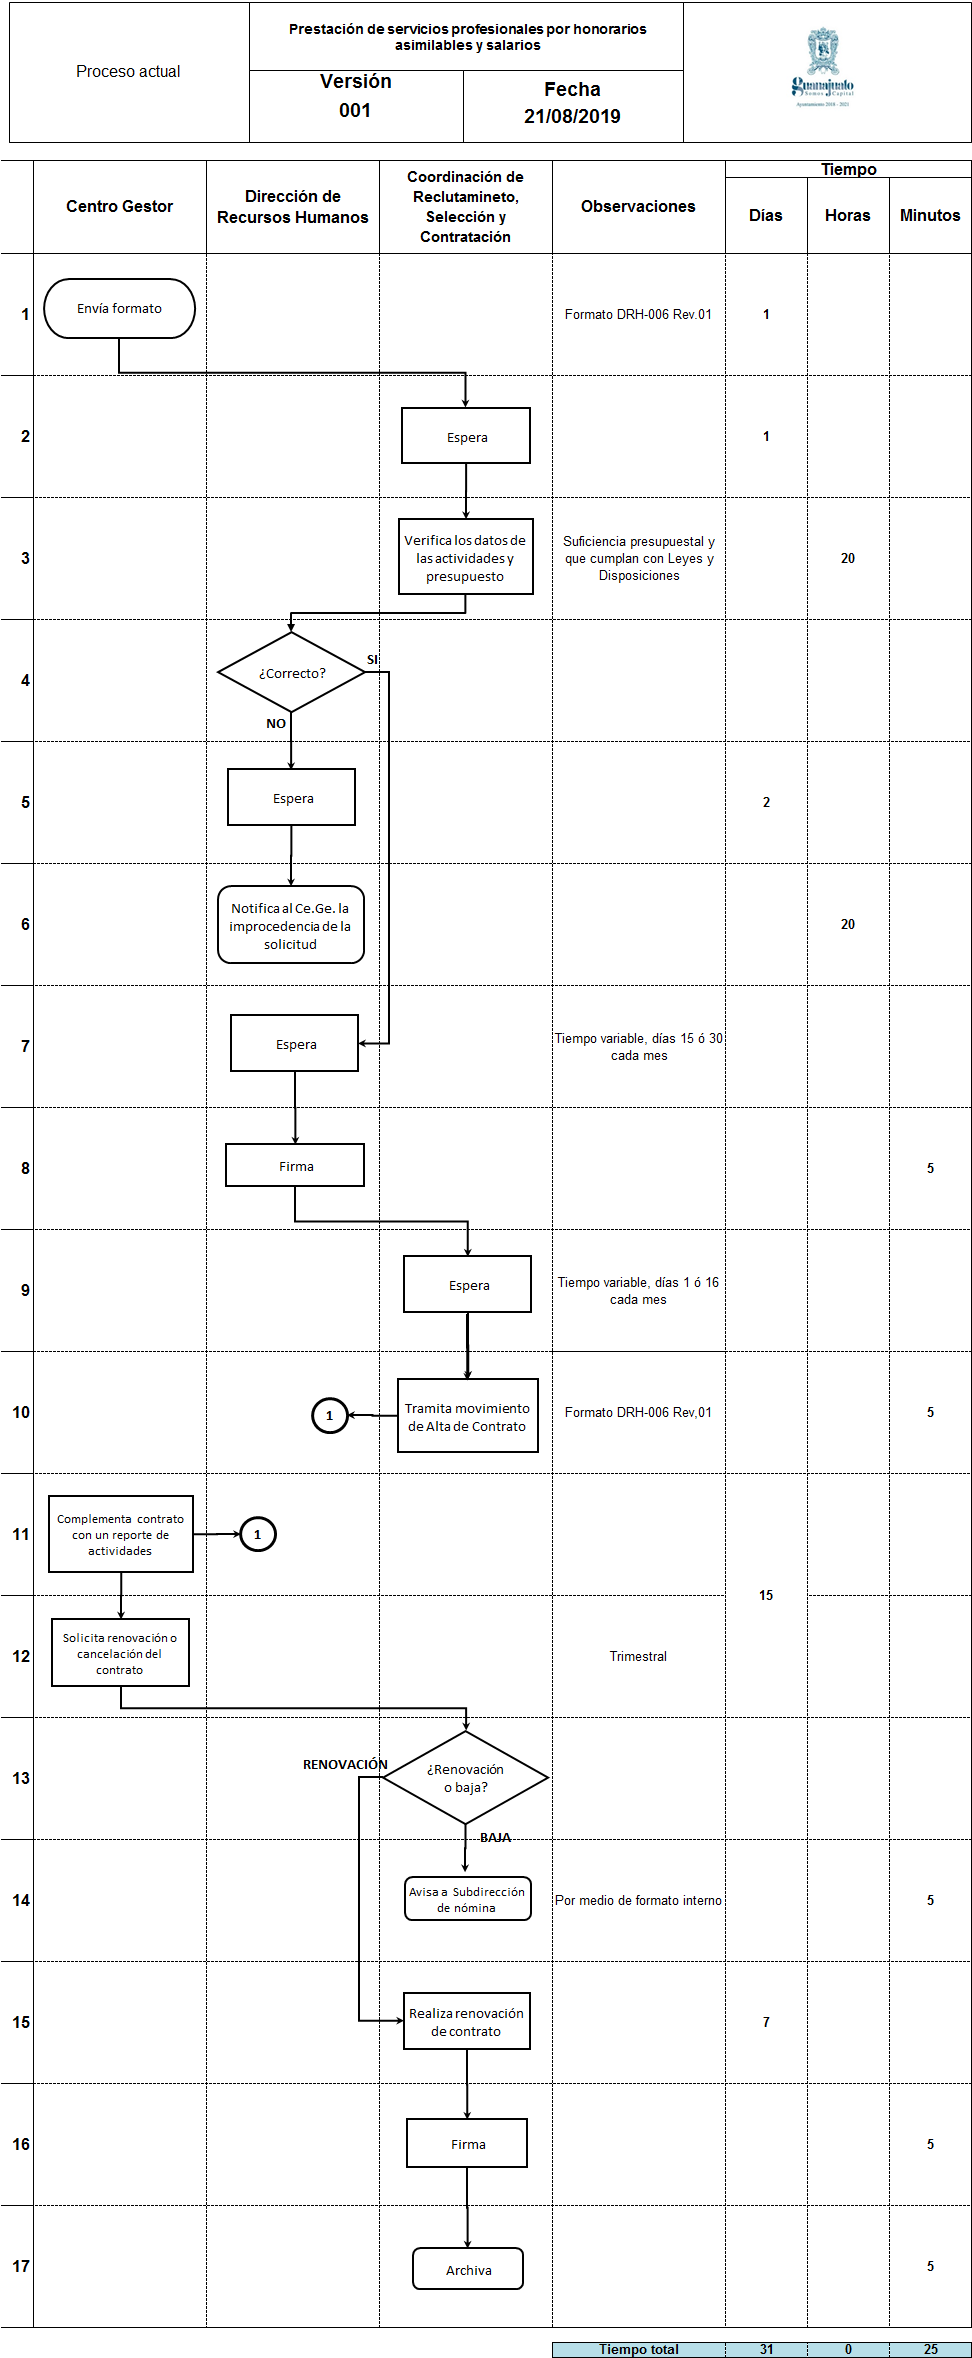 Proceso actual
Prestación de servicios profesionales por honorarios
asimilables y salarios
Versión
001
Fecha
21/08/2019
guanajuato
Somos Capital
Ayuntamiento 2018 - 2021
Centro Gestor
Dirección de
Recursos Humanos
Coordinación de
Reclutamineto,
Selección y
Contratación
Observaciones
Tiempo
Días
Horas
Minutos
1
Envía formato
Formato DRH-006 Rev.01
1
2
Espera
1
3
Verifica los datos de
las actividades y
presupuesto
Suficiencia presupuestal y
que cumplan con Leyes y
Disposiciones
20
4
¿Correcto?
SI
NO
5
Espera
2
6
Notifica al Ce.Ge. la
improcedencia de la
solicitud
20
7
Espera
Tiempo variable, días 15 ó 30
cada mes
8
Firma
5
9
Espera
Tiempo variable, días 1 ó 16
cada mes
10
1
Tramita movimiento
de Alta de Contrato
Formato DRH-006 Rev,01
5
11
Complementa contrato
con un reporte de
actividades
1
15
12
Solicita renovación o
cancelación del
contrato
Trimestral
13
RENOVACIÓN
¿Renovación
o baja?
BAJA
14
Avisa a Subdirección
de nómina
Por medio de formato interno
5
15
Realiza renovación
de contrato
7
16
Firma
5
17
Archiva
5
Tiempo total
31
0
25